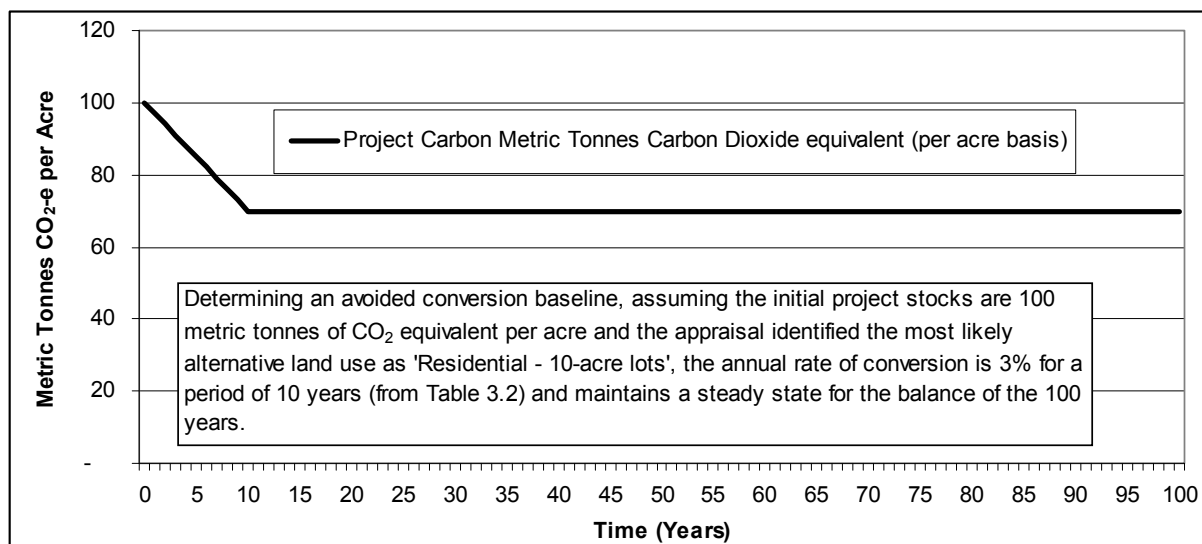 120
100
80
60
40
20
-
Metric Tonnes CO₂-e per Acre
Project Carbon Metric Tonnes Carbon Dioxide equivalent (per acre basis)
Determining an avoided conversion baseline, assuming the initial project stocks are 100
metric tonnes of CO₂ equivalent per acre and the appraisal identified the most likely
alternative land use as 'Residential - 10-acre lots', the annual rate of conversion is 3% for a
period of 10 years (from Table 3.2) and maintains a steady state for the balance of the 100
years.
0 5 10 15 20 25 30 35 40 45 50 55 60 65 70 75 80 85 90 95 100
Time (Years)